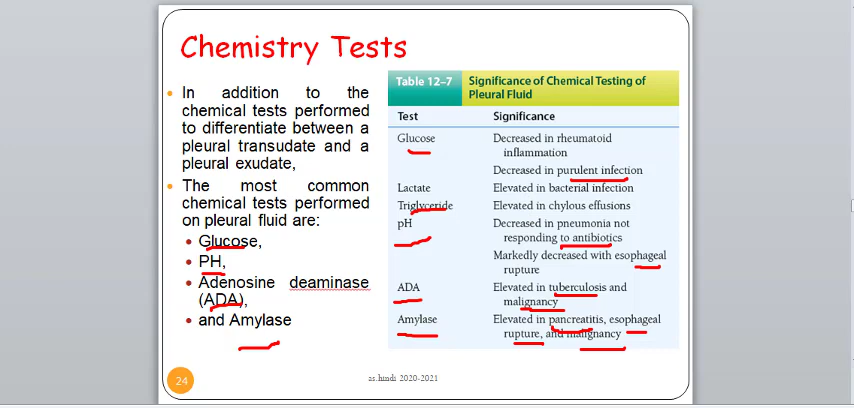 Chemistry Tests
In addition to the
chemical tests performed
to differentiate between a
pleural transudate and a
pleural exudate,
The most common
chemical tests performed
on pleural fluid are:
Glucose,
PH,
Adenosine deaminase
(ADA),
and Amylase
Table 12–7 Significance of Chemical Testing of
Pleural Fluid
Test Significance
Glucose Decreased in rheumatoid
inflammation
Decreased in purulent infection
Lactate Elevated in bacterial infection
Triglyceride Elevated in chylous effusions
pH Decreased in pneumonia not
responding to antibiotics
Markedly decreased with esophageal
rupture
ADA Elevated in tuberculosis and
malignancy
Amylase Elevated in pancreatitis, esophageal
rupture, and malignancy
24
as.hindi 2020-2021